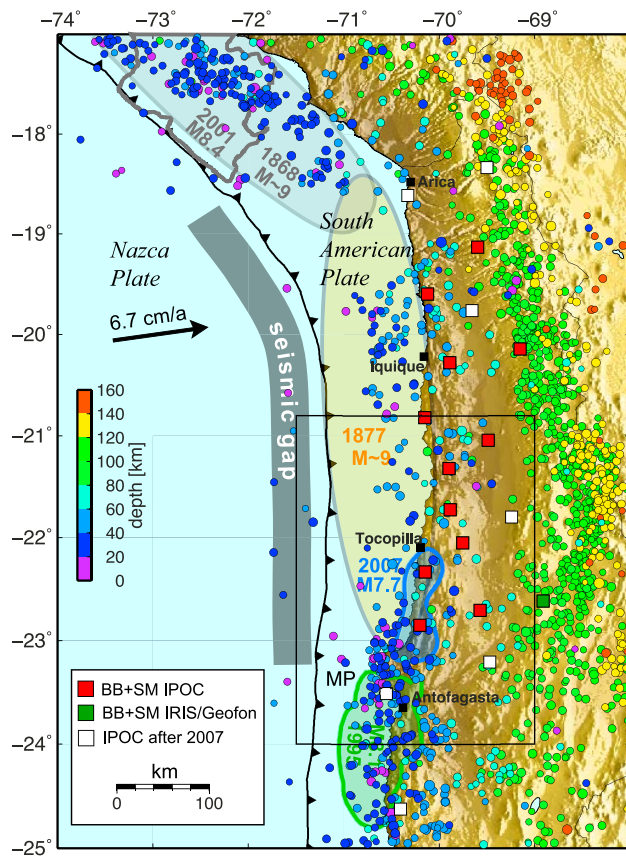 −74 −73 −72 −71 −70 −69
−18
−19
−20
−21
−22
−23
−24
−25
2001
M8.4
1868
M~9
Arica
South
American
Plate
Nazca
Plate
6.7 cm/a
seismic gap
Iquique
160
140
120
100
80
60
40
20
0
depth [km]
1877
M~9
Tocopilla
2007
M7.7
MP
Antofagasta
BB+SM IPOC
BB+SM IRIS/Geofon
IPOC after 2007
km
0 100